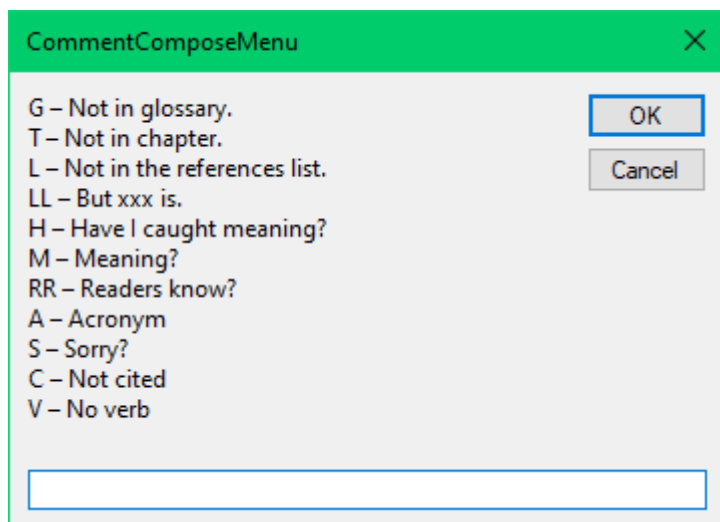 CommentComposeMenu
G – Not in glossary.
T – Not in chapter.
L – Not in the references list.
LL – But xxx is.
H – Have I caught meaning?
M – Meaning?
RR – Readers know?
A – Acronym
S – Sorry?
C – Not cited
V – No verb
OK
Cancel